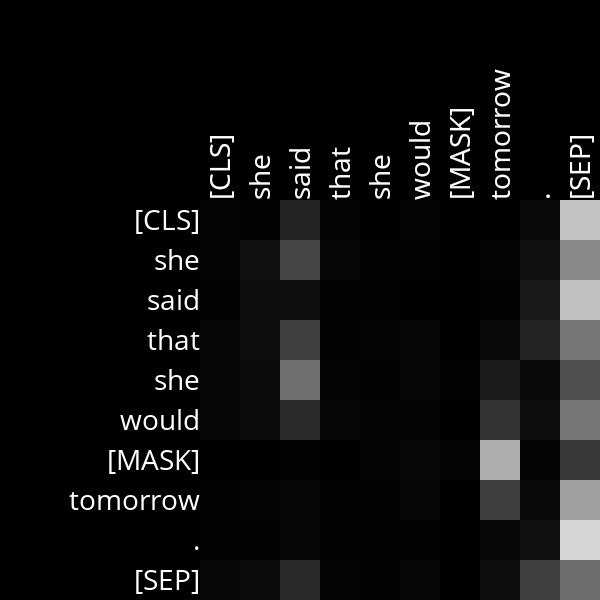 [CLS] she said that she would [MASK] tomorrow . [SEP]
[CLS]
she
said
that
she
would
[MASK]
tomorrow
.
[SEP]